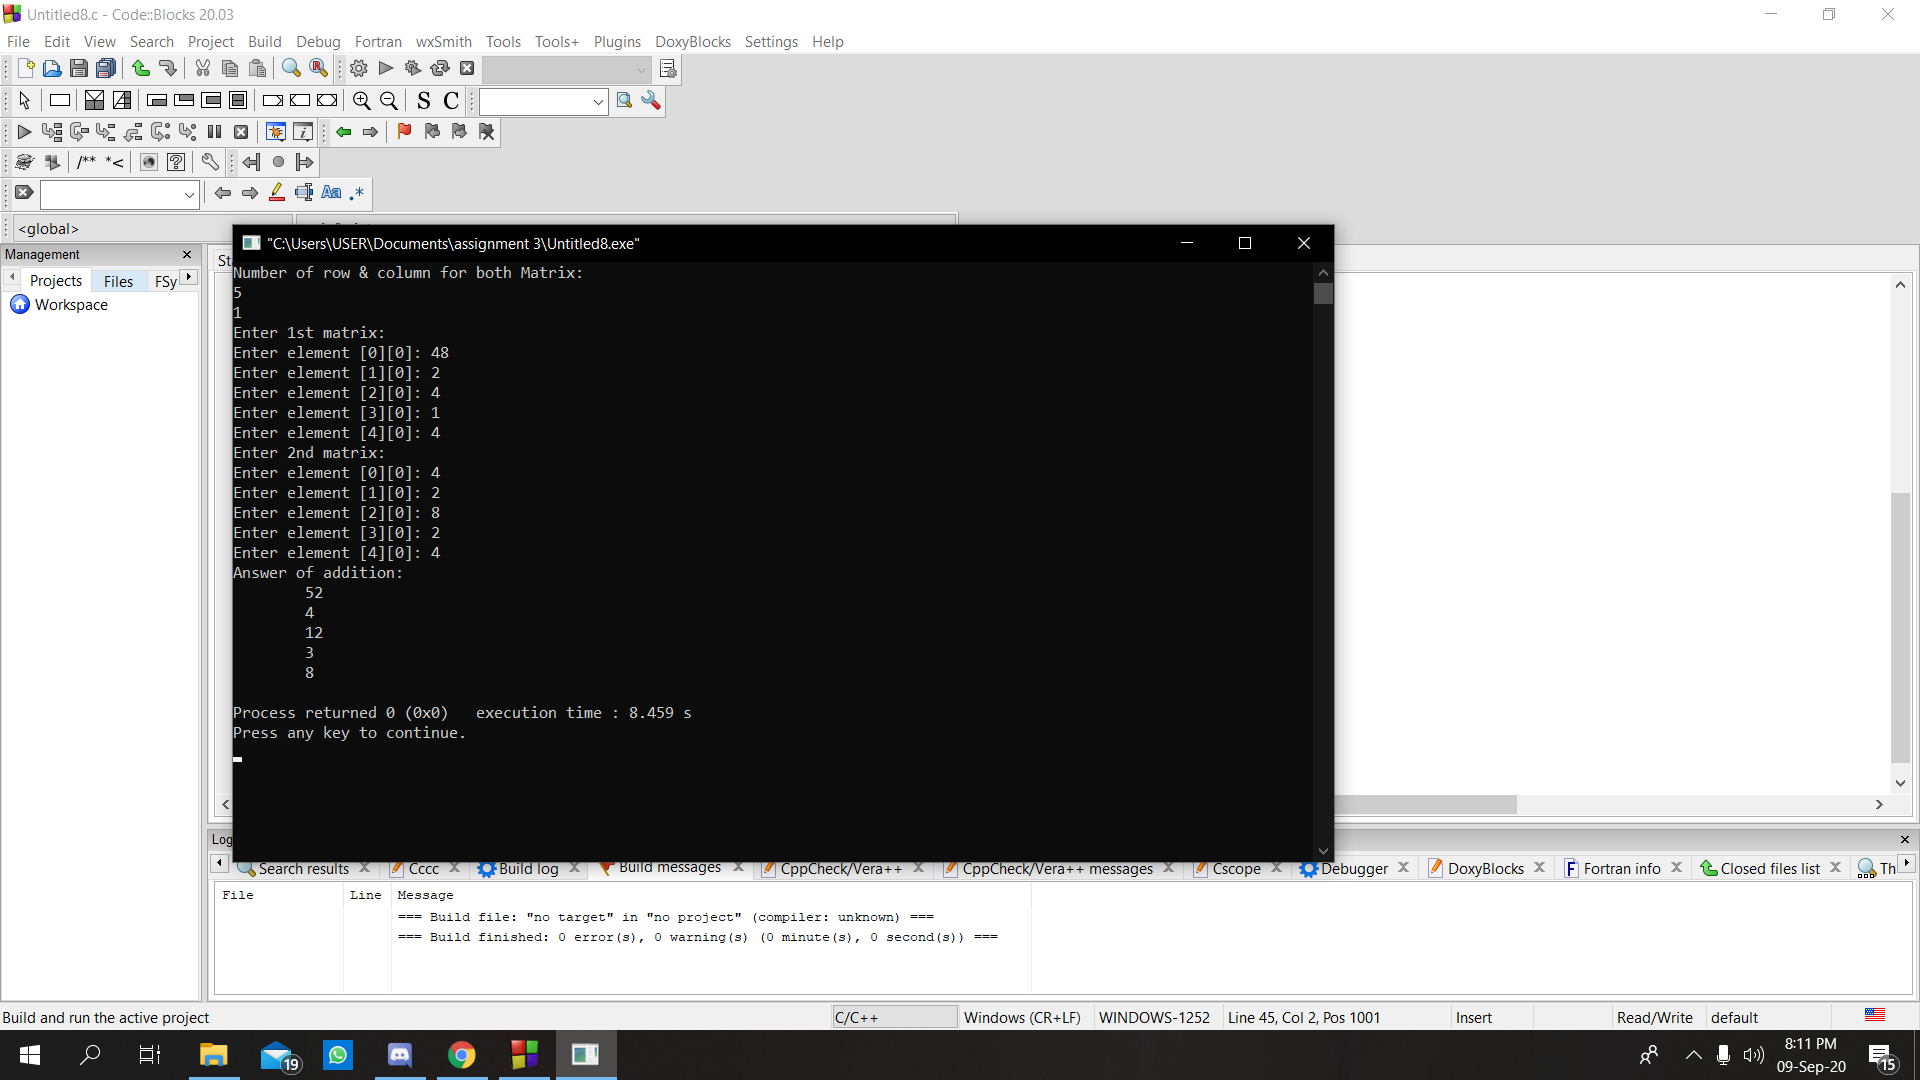 Untitled8.c - Code::Blocks 20.03
File Edit View Search Project Build Debug Fortran wxSmith Tools Tools+ Plugins DoxyBlocks Settings Help
S C
/** *<
Aa .*
<global>
"C:\Users\USER\Documents\assignment 3\Untitled8.exe"
Management
Projects Files FSy
Workspace
St
Number of row & column for both Matrix:
5
1
Enter 1st matrix:
Enter element [0][0]: 48
Enter element [1][0]: 2
Enter element [2][0]: 4
Enter element [3][0]: 1
Enter element [4][0]: 4
Enter 2nd matrix:
Enter element [0][0]: 4
Enter element [1][0]: 2
Enter element [2][0]: 8
Enter element [3][0]: 2
Enter element [4][0]: 4
Answer of addition:
52
4
12
3
8
Process returned 0 (0x0)   execution time : 8.459 s
Press any key to continue.
Log
Search results Cccc Build log Build messages CppCheck/Vera++ CppCheck/Vera++ messages Cscope Debugger DoxyBlocks Fortran info Closed files list Th
File Line Message
=== Build file: "no target" in "no project" (compiler: unknown) ===
=== Build finished: 0 error(s), 0 warning(s) (0 minute(s), 0 second(s)) ===
Build and run the active project C/C++ Windows (CR+LF) WINDOWS-1252 Line 45, Col 2, Pos 1001 Insert Read/Write default
19
8:11 PM
09-Sep-20
15